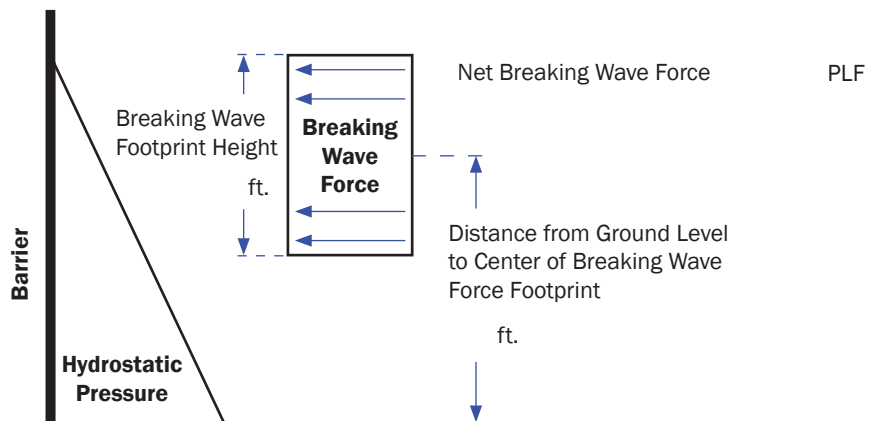 Net Breaking Wave Force PLF
Breaking Wave
Footprint Height
ft.
Breaking
Wave
Force
Distance from Ground Level
to Center of Breaking Wave
Force Footprint
ft.
Barrier
Hydrostatic
Pressure